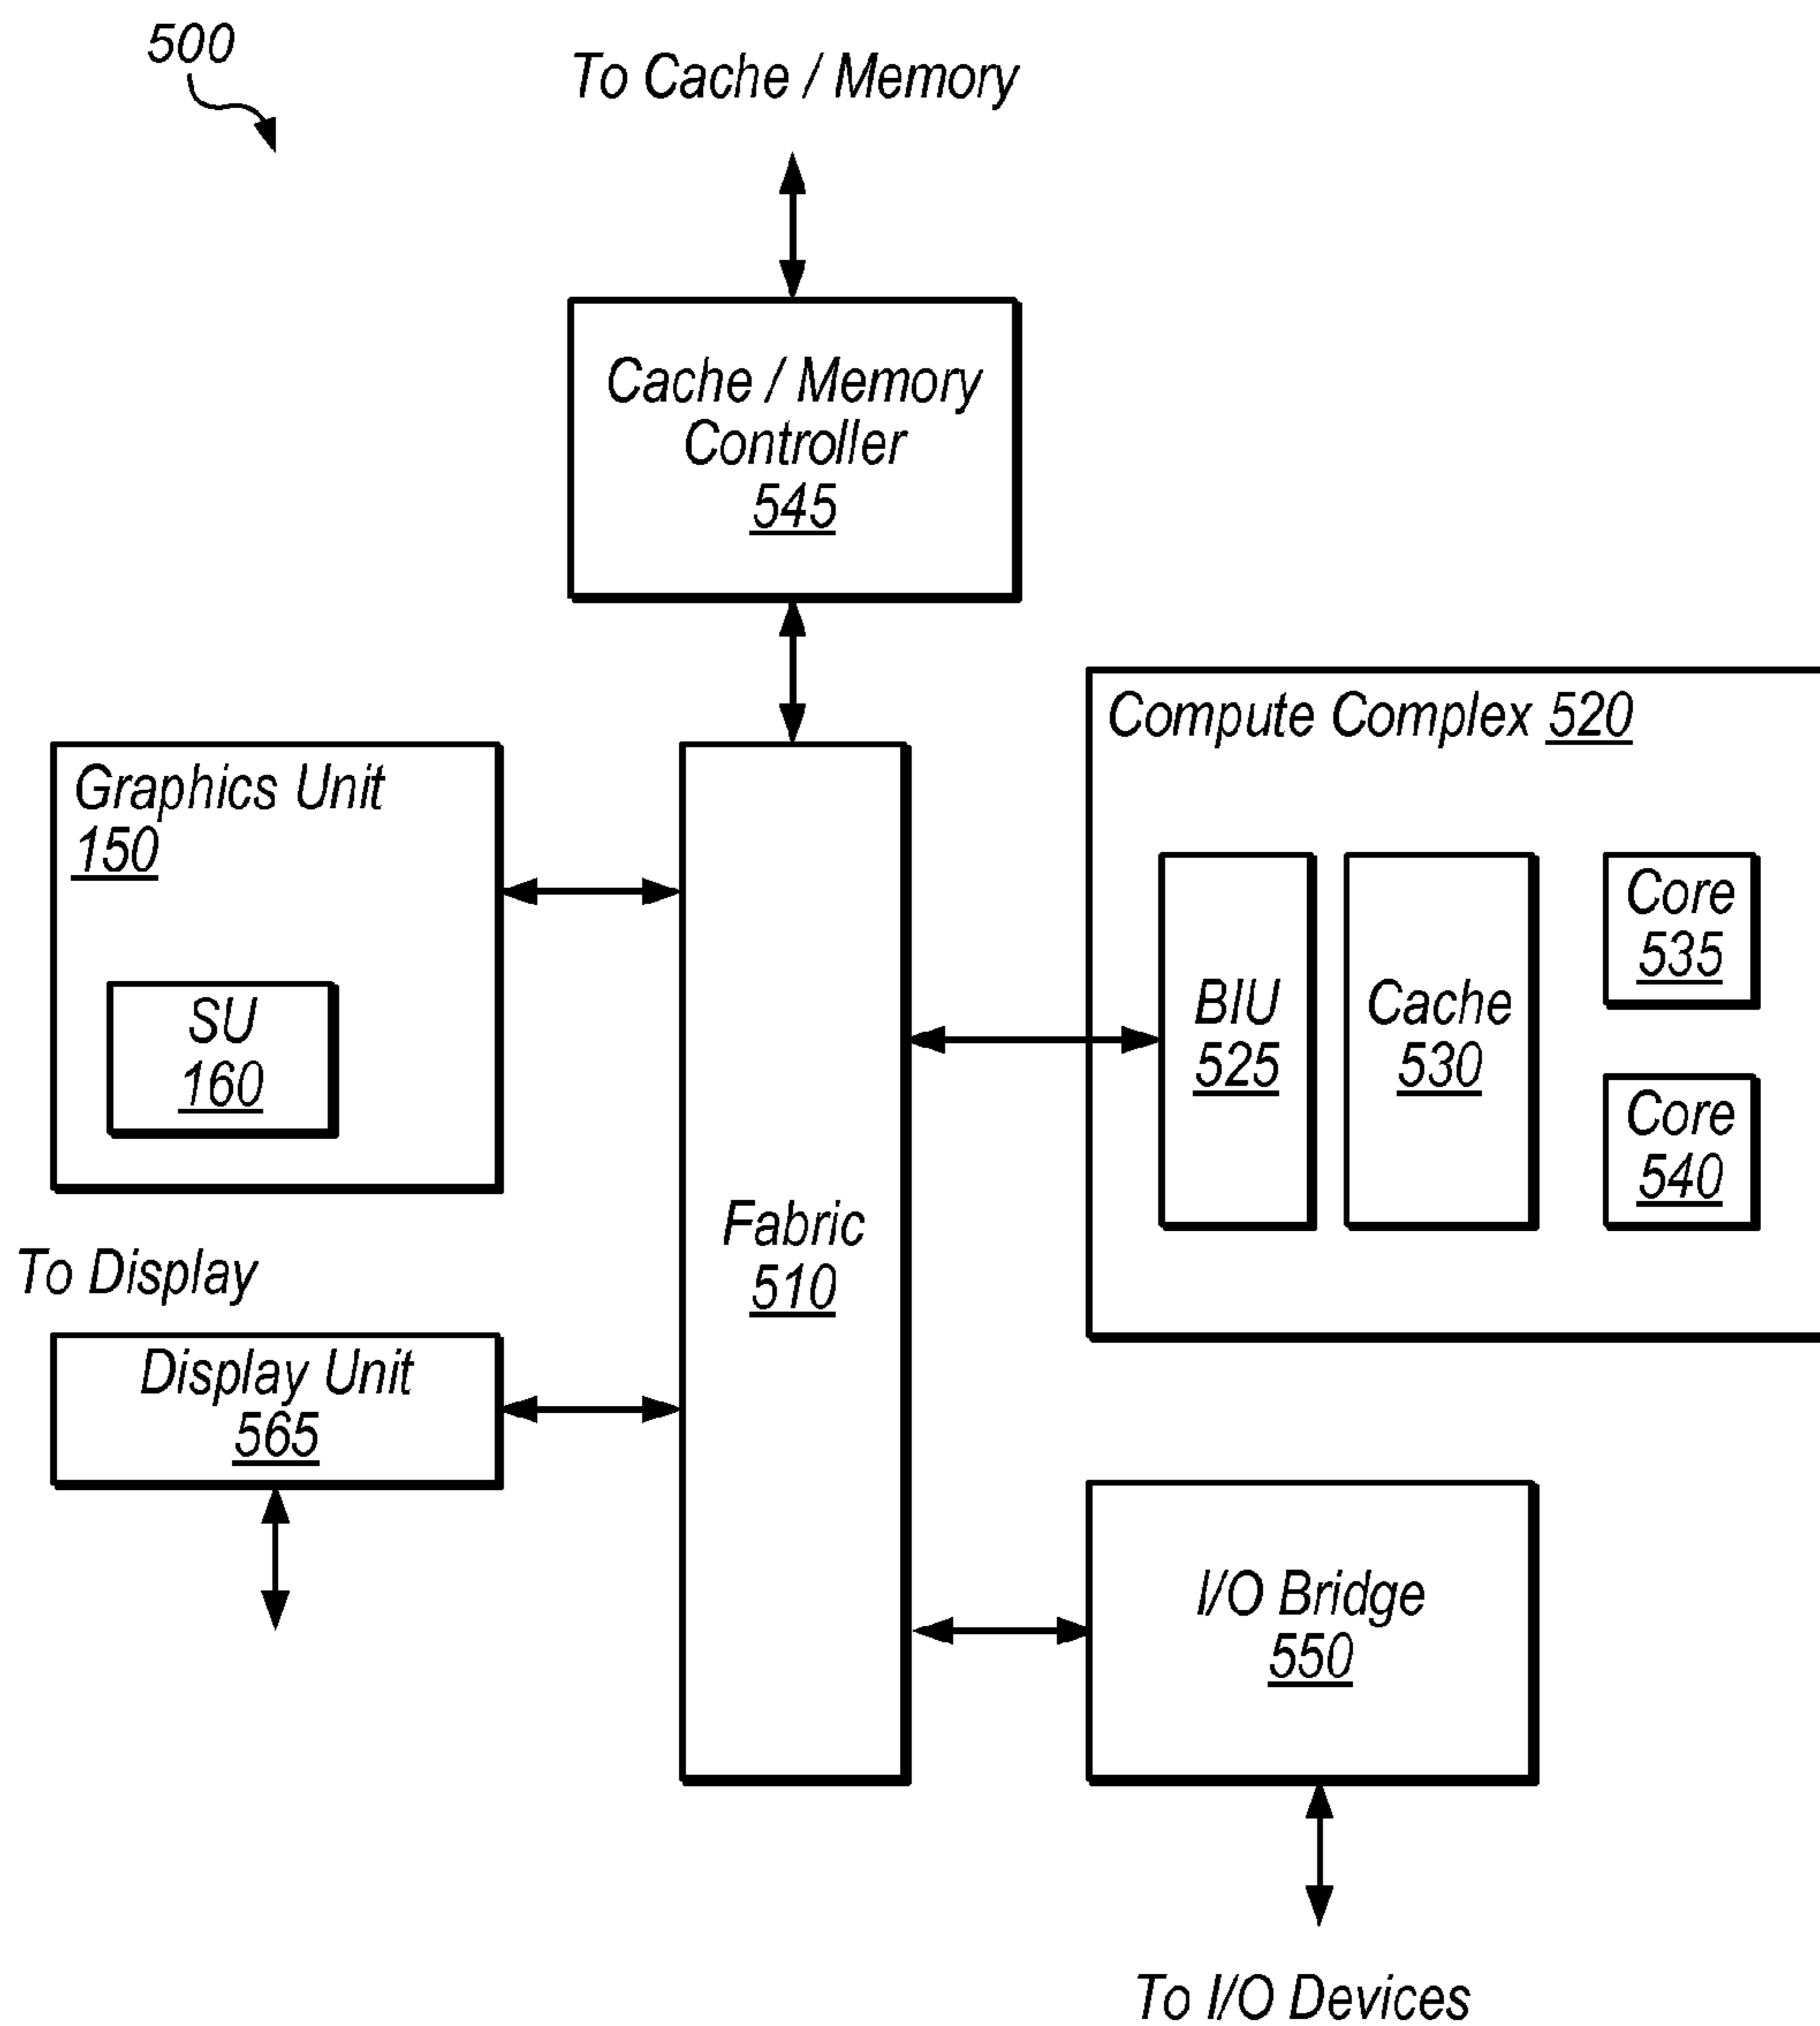 500
To Cache / Memory
Cache / Memory
Controller
545
Compute Complex 520
Graphics Unit
150
SU
160
BIU
525
Cache
530
Core
535
Core
540
Fabric
510
To Display
Display Unit
565
I/O Bridge
550
To I/O Devices